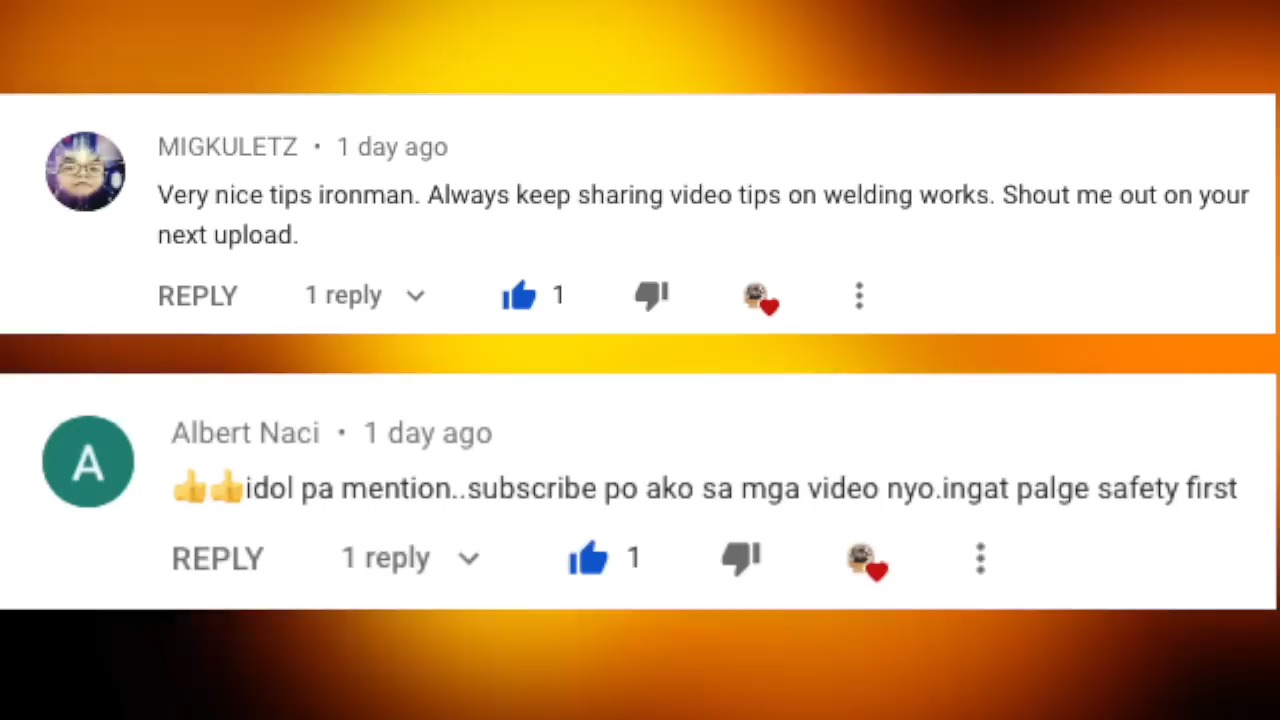 MIGKULETZ • 1 day ago
Very nice tips ironman. Always keep sharing video tips on welding works. Shout me out on your
next upload.
REPLY 1 reply 1
A
Albert Naci • 1 day ago
👍👍idol pa mention..subscribe po ako sa mga video nyo.ingat palge safety first
REPLY 1 reply 1